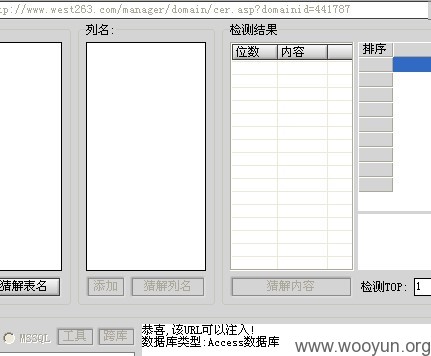 p://www.west263.com/manager/domain/cer.asp?domainid=441787
列名: 检测结果
位数 内容 排序
猜解表名 添加 猜解列名 猜解内容 检测TOP: 1
MSSQL 工具 跨库
恭喜,该URL可以注入!
数据库类型:Access数据库
www.wooyun.org